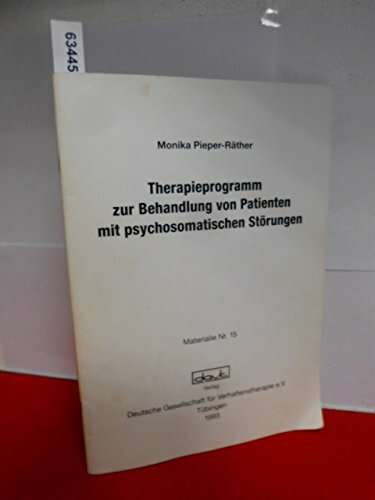 63445
Monika Pieper-Räther
Therapieprogramm
zur Behandlung von Patienten
mit psychosomatischen Störungen
Materialie Nr. 15
dgvt
Verlag
Deutsche Gesellschaft für Verhaltenstherapie e.V.
Tübingen
1993